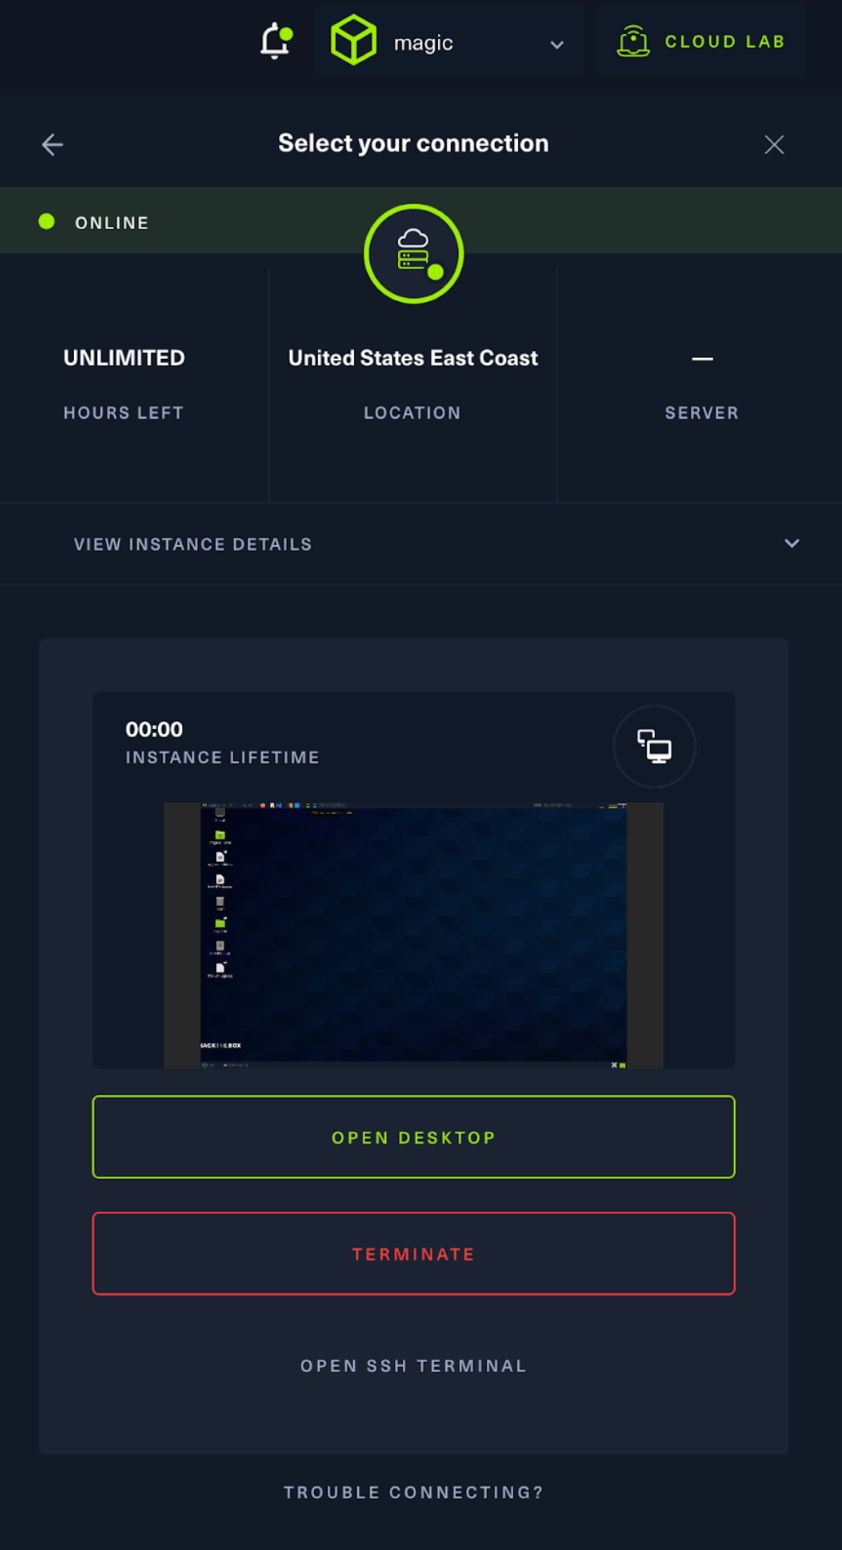 magic
CLOUD LAB
Select your connection
ONLINE
UNLIMITED
HOURS LEFT
United States East Coast
LOCATION
—
SERVER
VIEW INSTANCE DETAILS
00:00
INSTANCE LIFETIME
HACKTHEBOX
OPEN DESKTOP
TERMINATE
OPEN SSH TERMINAL
TROUBLE CONNECTING?